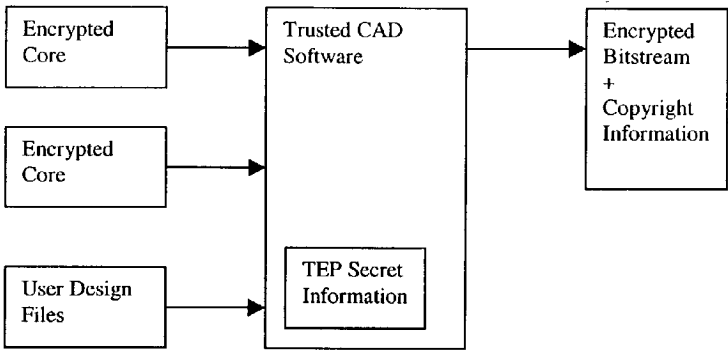 Encrypted
Core
Encrypted
Core
User Design
Files
Trusted CAD
Software
TEP Secret
Information
Encrypted
Bitstream
+
Copyright
Information